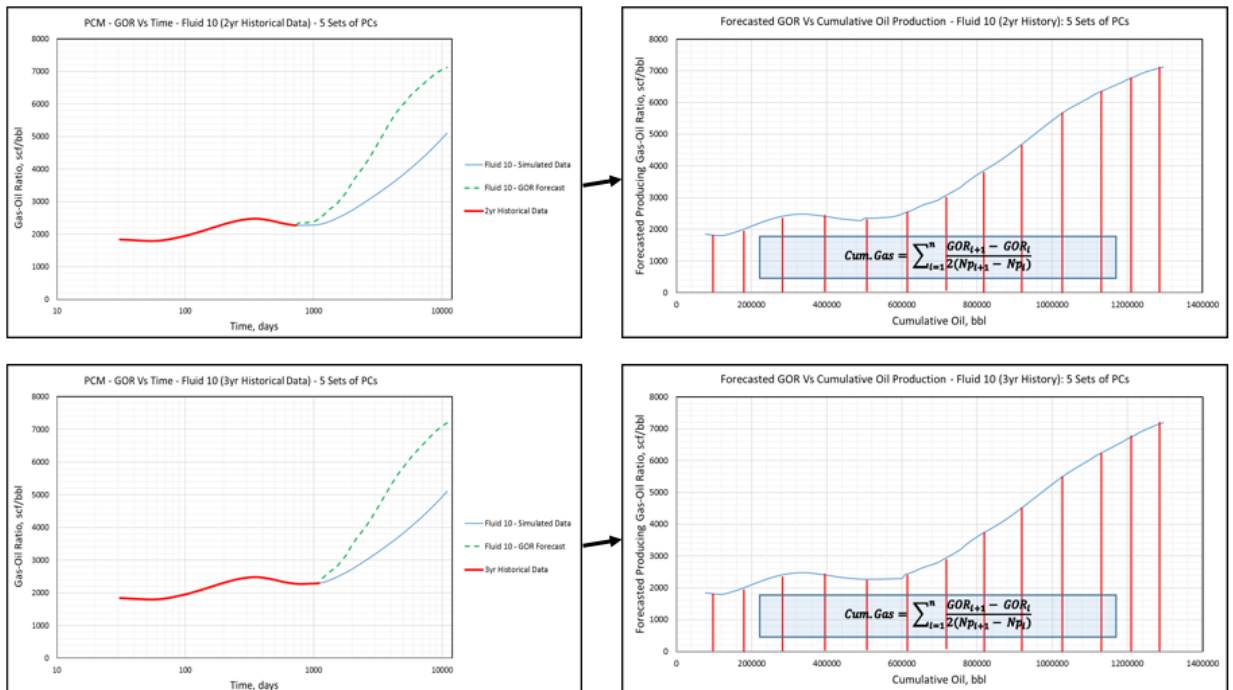 PCM - GOR Vs Time - Fluid 10 (2yr Historical Data) - 5 Sets of PCs
Gas-Oil Ratio, scf/bbl
8000
7000
6000
5000
4000
3000
2000
1000
0
10 100 1000 10000
Time, days
Fluid 10 - Simulated Data
Fluid 10 - GOR Forecast
2yr Historical Data
Forecasted GOR Vs Cumulative Oil Production - Fluid 10 (2yr History): 5 Sets of PCs
Forecasted Producing Gas-Oil Ratio, scf/bbl
8000
7000
6000
5000
4000
3000
2000
1000
0
Cum. Gas = ∑ⁿᵢ₌₁ GORᵢ₊₁ − GORᵢ / 2(Npᵢ₊₁ − Npᵢ)
0 200000 400000 600000 800000 1000000 1200000 1400000
Cumulative Oil, bbl
PCM - GOR Vs Time - Fluid 10 (3yr Historical Data) - 5 Sets of PCs
Gas-Oil Ratio, scf/bbl
8000
7000
6000
5000
4000
3000
2000
1000
0
10 100 1000 10000
Time, days
Fluid 10 - Simulated Data
Fluid 10 - GOR Forecast
3yr Historical Data
Forecasted GOR Vs Cumulative Oil Production - Fluid 10 (3yr History): 5 Sets of PCs
Forecasted Producing Gas-Oil Ratio, scf/bbl
8000
7000
6000
5000
4000
3000
2000
1000
0
Cum. Gas = ∑ⁿᵢ₌₁ GORᵢ₊₁ − GORᵢ / 2(Npᵢ₊₁ − Npᵢ)
0 200000 400000 600000 800000 1000000 1200000 1400000
Cumulative Oil, bbl